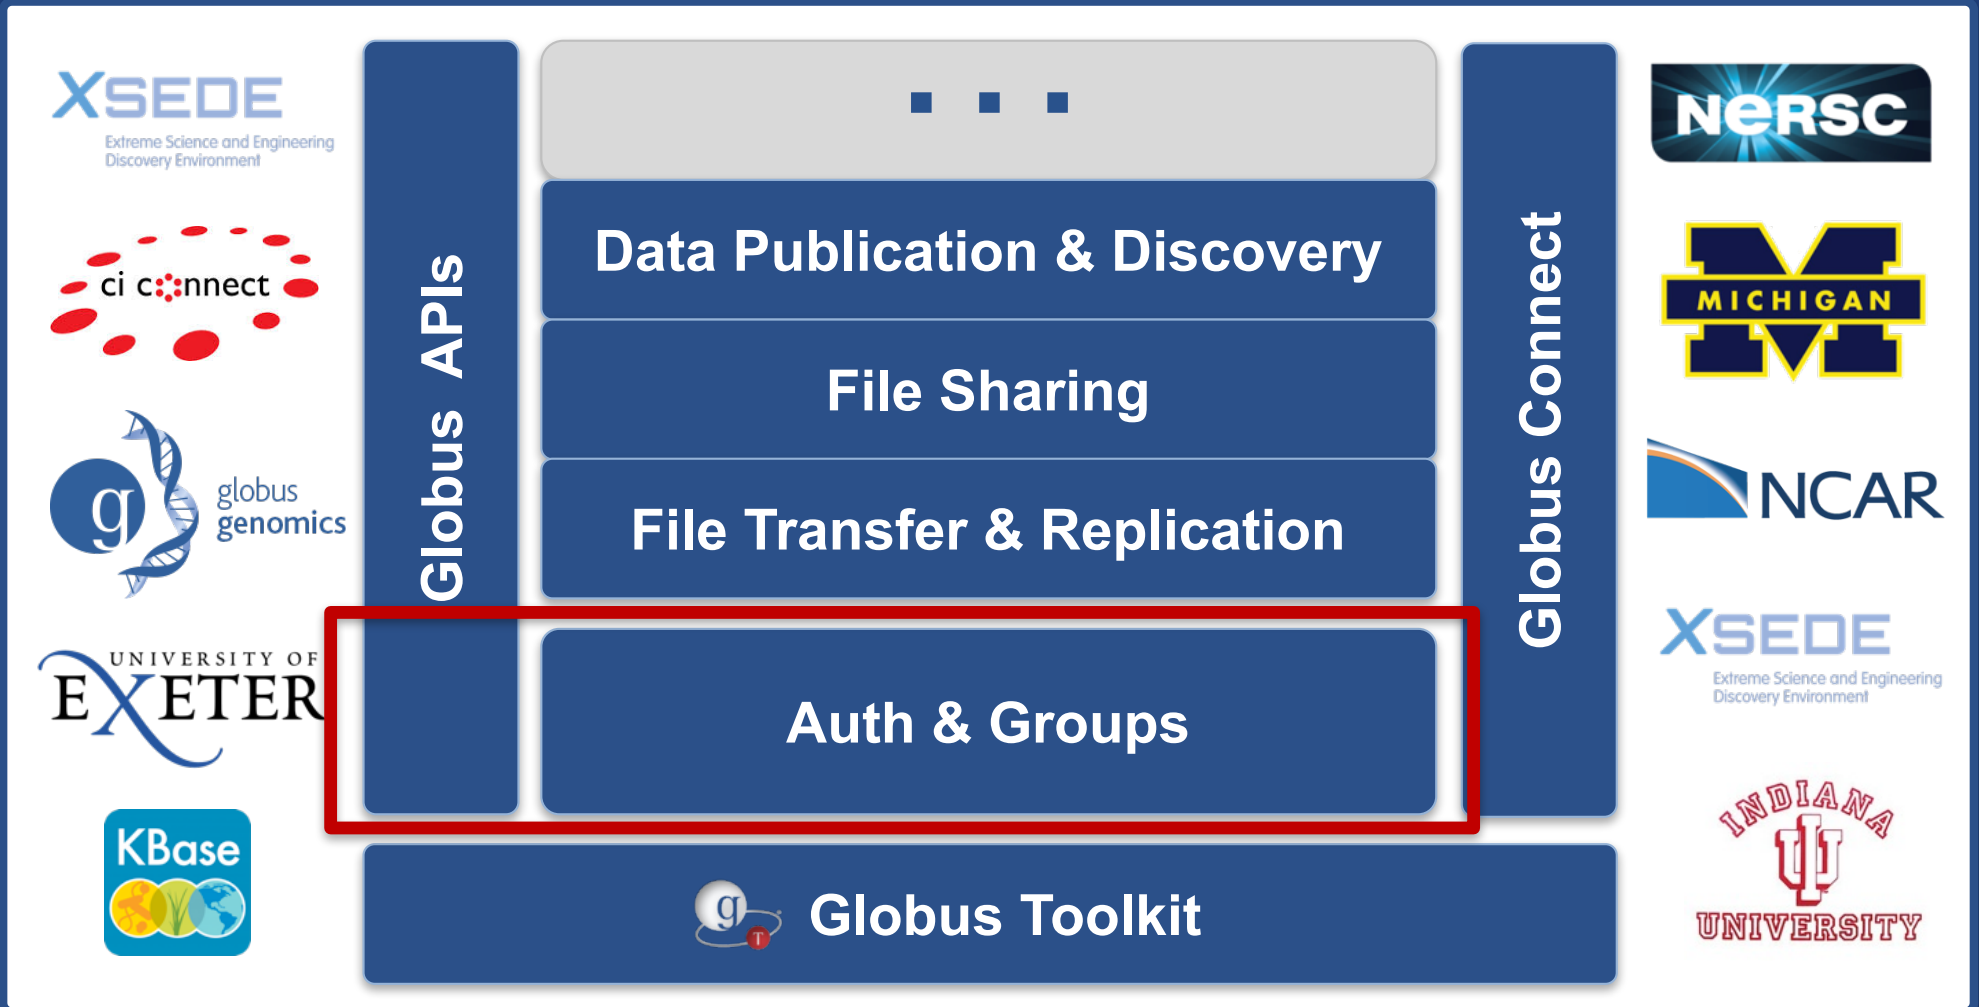 XSEDE
Extreme Science and Engineering
Discovery Environment
ci connect
g
globus
genomics
UNIVERSITY OF
EXETER
KBase
Globus APIs
▪ ▪ ▪
Data Publication & Discovery
File Sharing
File Transfer & Replication
Auth & Groups
g
T
Globus Toolkit
Globus Connect
NERSC
M
MICHIGAN
NCAR
XSEDE
Extreme Science and Engineering
Discovery Environment
INDIANA
IU
UNIVERSITY